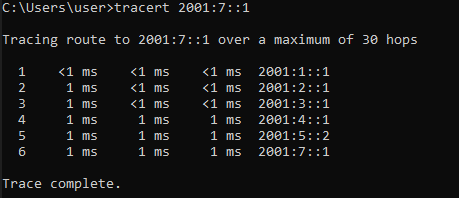 C:\Users\user>tracert 2001:7::1
Tracing route to 2001:7::1 over a maximum of 30 hops
1 <1 ms <1 ms <1 ms 2001:1::1
2 1 ms <1 ms <1 ms 2001:2::1
3 1 ms <1 ms <1 ms 2001:3::1
4 1 ms 1 ms 1 ms 2001:4::1
5 1 ms 1 ms 1 ms 2001:5::2
6 1 ms 1 ms 1 ms 2001:7::1
Trace complete.